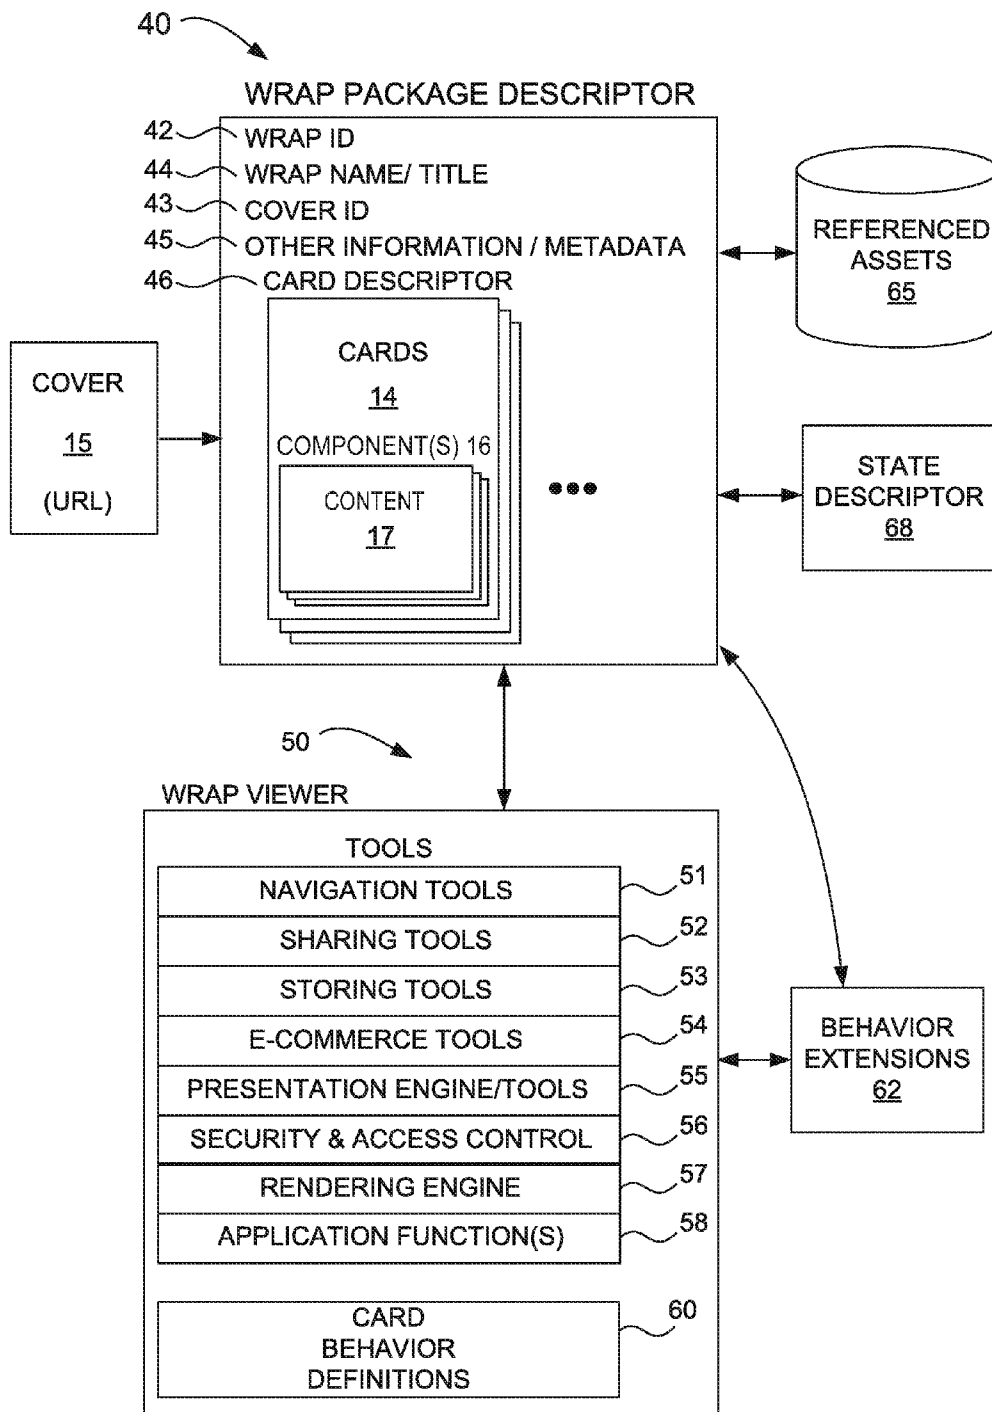 40
WRAP PACKAGE DESCRIPTOR
42 WRAP ID
44 WRAP NAME/ TITLE
43 COVER ID
45 OTHER INFORMATION / METADATA
46 CARD DESCRIPTOR
CARDS
14
COMPONENT(S) 16
CONTENT
17
COVER
15
(URL)
REFERENCED
ASSETS
65
STATE
DESCRIPTOR
68
50
WRAP VIEWER
TOOLS
NAVIGATION TOOLS 51
SHARING TOOLS 52
STORING TOOLS 53
E-COMMERCE TOOLS 54
PRESENTATION ENGINE/TOOLS 55
SECURITY & ACCESS CONTROL 56
RENDERING ENGINE 57
APPLICATION FUNCTION(S) 58
CARD 60
BEHAVIOR
DEFINITIONS
BEHAVIOR
EXTENSIONS
62